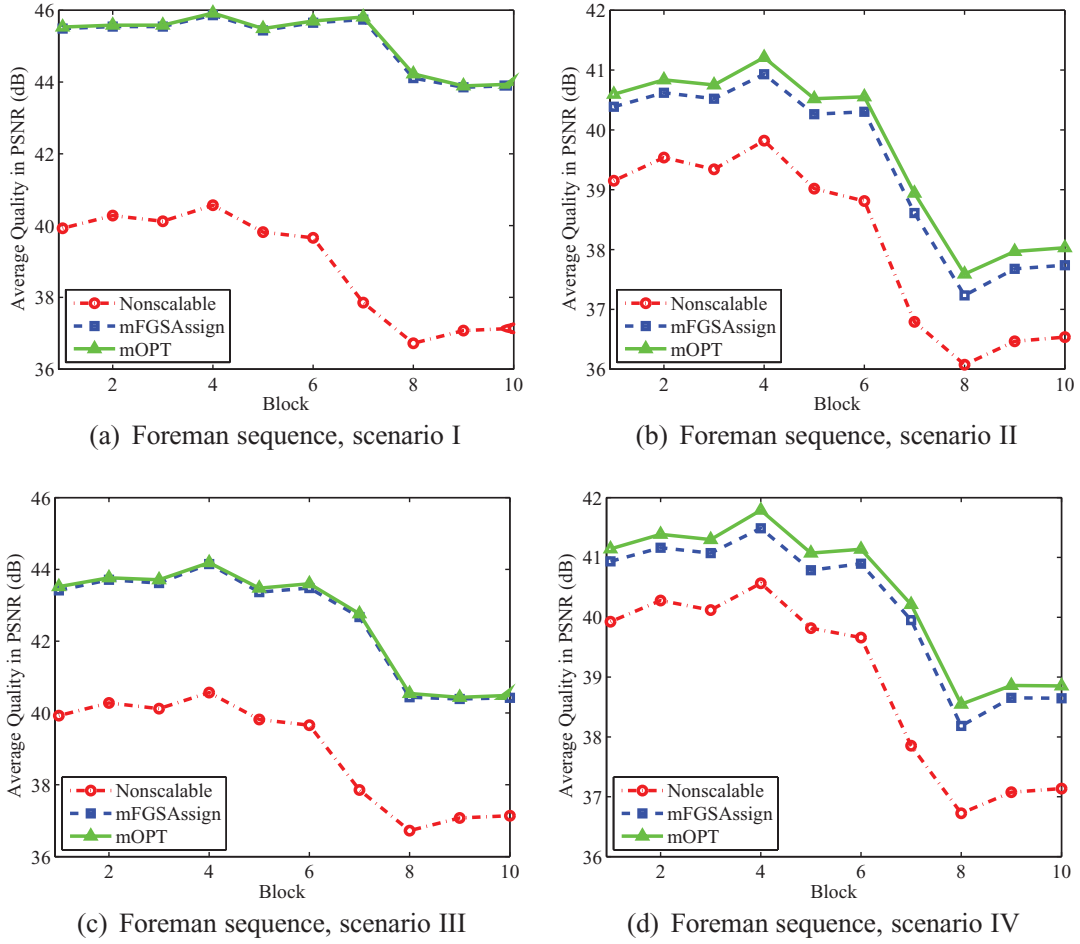 46
44
42
40
38
36
Average Quality in PSNR (dB)
Nonscalable
mFGSAssign
mOPT
2 4 6 8 10
Block
(a) Foreman sequence, scenario I
42
41
40
39
38
37
36
Average Quality in PSNR (dB)
Nonscalable
mFGSAssign
mOPT
2 4 6 8 10
Block
(b) Foreman sequence, scenario II
46
44
42
40
38
36
Average Quality in PSNR (dB)
Nonscalable
mFGSAssign
mOPT
2 4 6 8 10
Block
(c) Foreman sequence, scenario III
42
41
40
39
38
37
36
Average Quality in PSNR (dB)
Nonscalable
mFGSAssign
mOPT
2 4 6 8 10
Block
(d) Foreman sequence, scenario IV